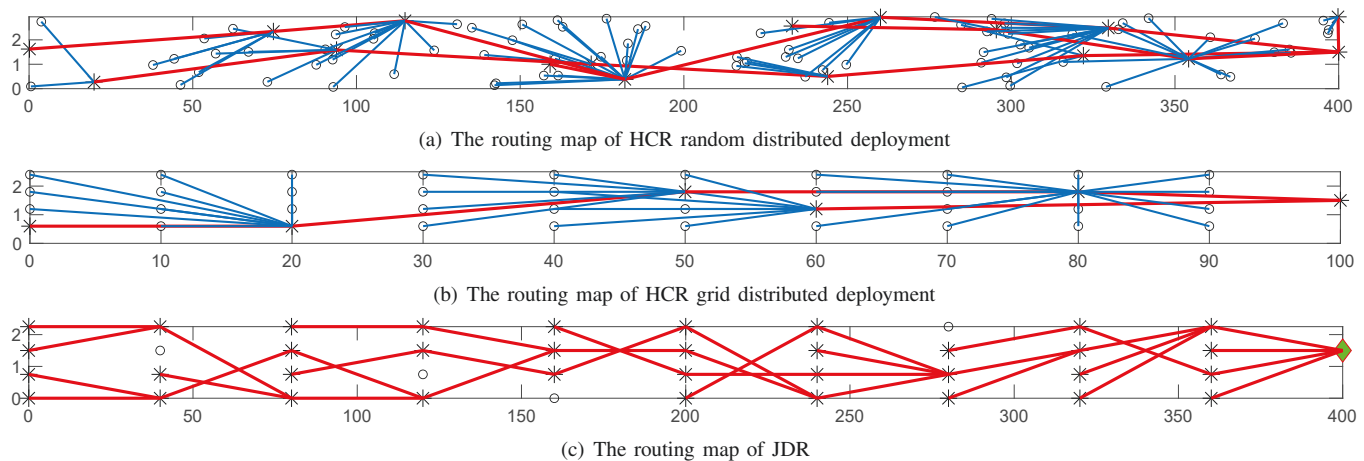 2
1
0
0 50 100 150 200 250 300 350 400
(a) The routing map of HCR random distributed deployment
2
1
0
0 10 20 30 40 50 60 70 80 90 100
(b) The routing map of HCR grid distributed deployment
2
1
0
0 50 100 150 200 250 300 350 400
(c) The routing map of JDR